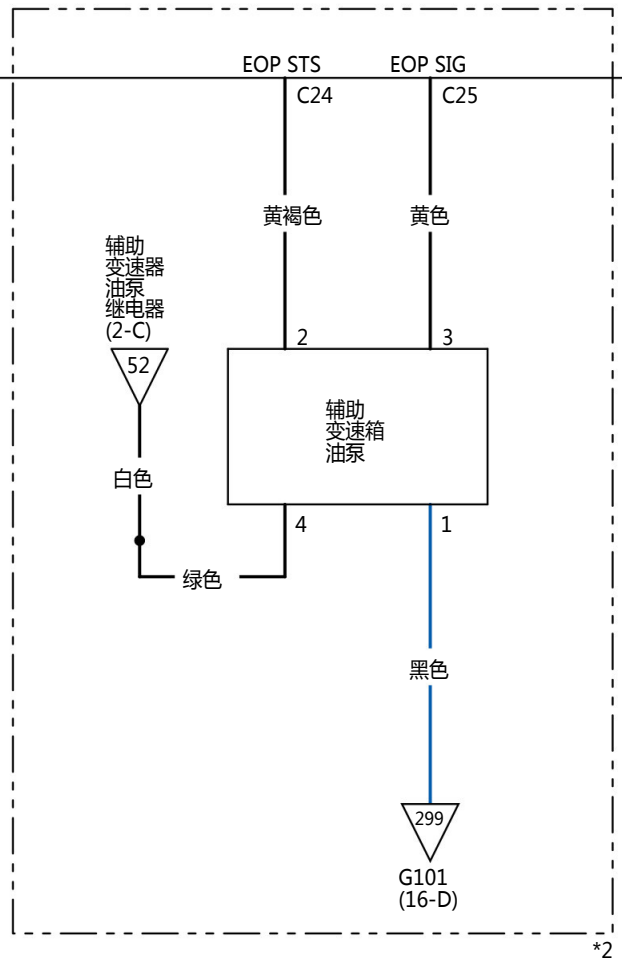 EOP STS
EOP SIG
C24
C25
黄褐色
黄色
辅助
变速器
油泵
继电器
(2-C)
52
2
3
辅助
变速箱
油泵
白色
4
1
绿色
黑色
299
G101
(16-D)
*2